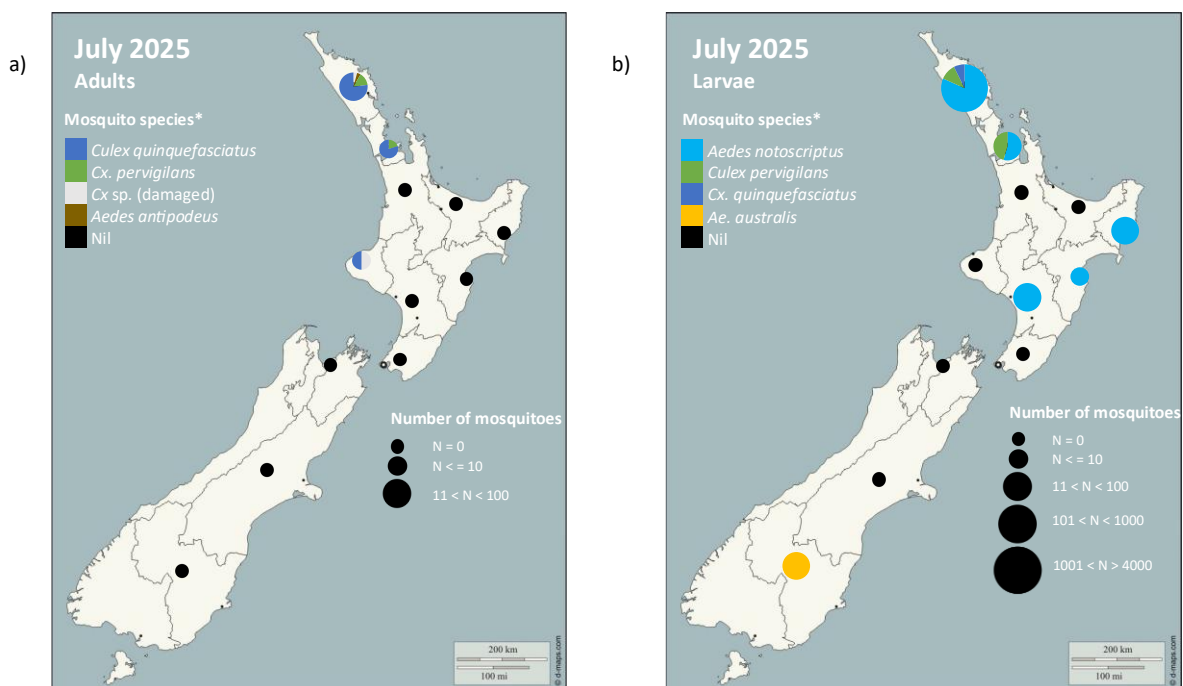 a)
July 2025
Adults
Mosquito species*
Culex quinquefasciatus
Cx. pervigilans
Cx sp. (damaged)
Aedes antipodeus
Nil
Number of mosquitoes
N = 0
N <= 10
11 < N < 100
200 km
100 mi
© d-maps.com
b)
July 2025
Larvae
Mosquito species*
Aedes notoscriptus
Culex pervigilans
Cx. quinquefasciatus
Ae. australis
Nil
Number of mosquitoes
N = 0
N <= 10
11 < N < 100
101 < N < 1000
1001 < N > 4000
200 km
100 mi
© d-maps.com